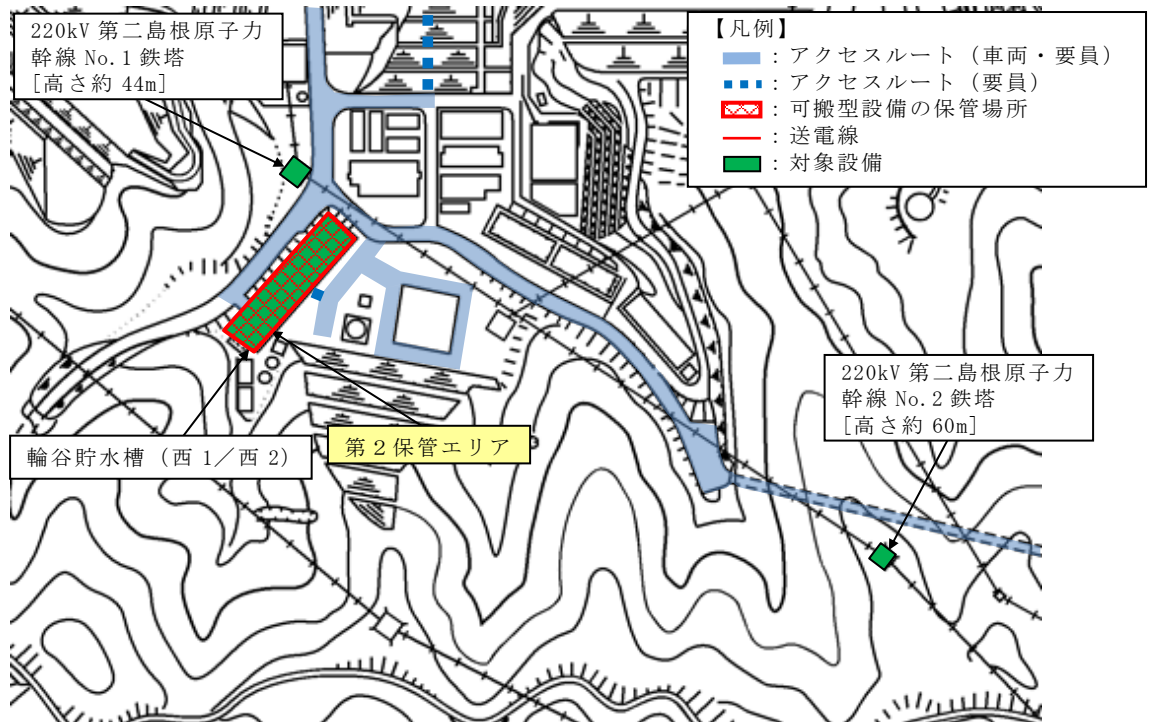 220kV 第二島根原子力
幹線 No.1 鉄塔
[高さ約 44m]
【凡例】
：アクセスルート（車両・要員）
：アクセスルート（要員）
：可搬型設備の保管場所
：送電線
：対象設備
220kV 第二島根原子力
幹線 No.2 鉄塔
[高さ約 60m]
輪谷貯水槽（西 1／西 2）
第２保管エリア